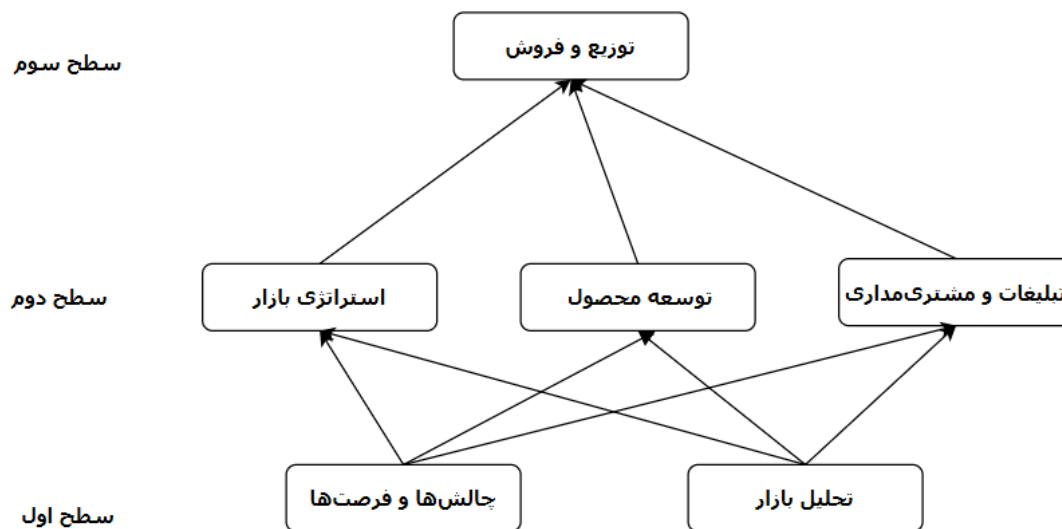 توزیع و فروش
سطح سوم
تبلیغات و مشتری‌مداری
توسعه محصول
استراتژی بازار
سطح دوم
تحلیل بازار
چالش‌ها و فرصت‌ها
سطح اول